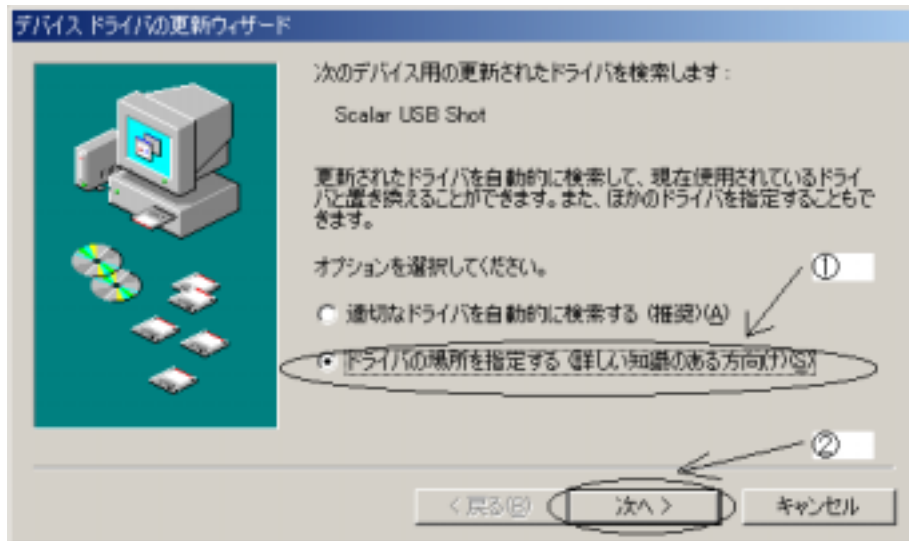 デバイス ドライバの更新ウィザード
次のデバイス用の更新されたドライバを検索します:
Scalar USB Shot
更新されたドライバを自動的に検索して、現在使用されているドライ
バと置き換えることができます。また、ほかのドライバを指定することもで
きます。
オプションを選択してください。
①
適切なドライバを自動的に検索する (推奨)(A)
ドライバの場所を指定する (詳しい知識のある方向け)(S)
②
< 戻る(B)
次へ >
キャンセル